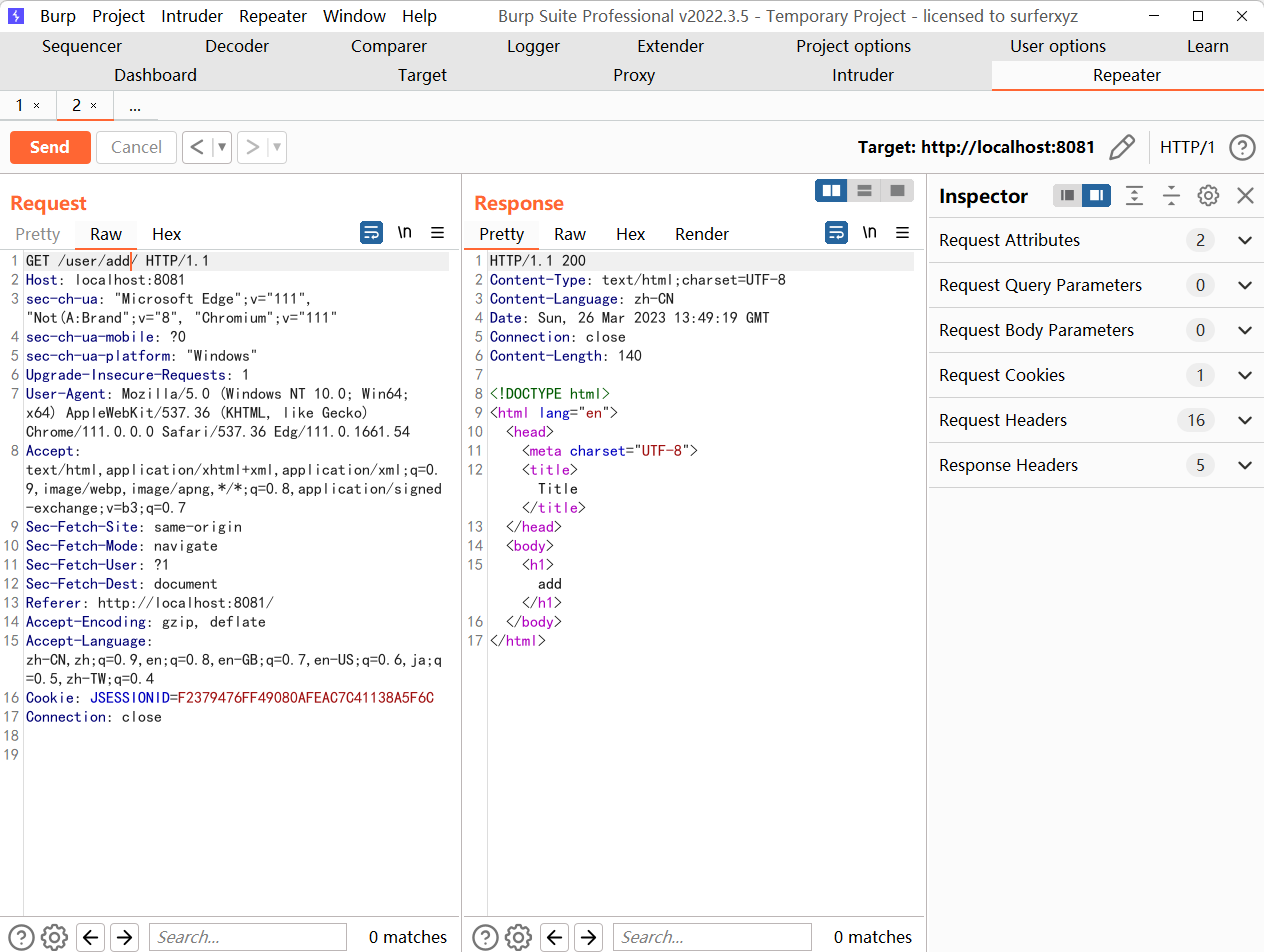 Burp Project Intruder Repeater Window Help Burp Suite Professional v2022.3.5 - Temporary Project - licensed to surferxyz
Sequencer Decoder Comparer Logger Extender Project options User options Learn
Dashboard Target Proxy Intruder Repeater
1 × 2 × ...
Send Cancel < ▼ > ▼ Target: http://localhost:8081 HTTP/1 ?
Request
Pretty Raw Hex \n
1 GET /user/add/ HTTP/1.1
2 Host: localhost:8081
3 sec-ch-ua: "Microsoft Edge";v="111",
"Not(A:Brand";v="8", "Chromium";v="111"
4 sec-ch-ua-mobile: ?0
5 sec-ch-ua-platform: "Windows"
6 Upgrade-Insecure-Requests: 1
7 User-Agent: Mozilla/5.0 (Windows NT 10.0; Win64;
x64) AppleWebKit/537.36 (KHTML, like Gecko)
Chrome/111.0.0.0 Safari/537.36 Edg/111.0.1661.54
8 Accept:
text/html,application/xhtml+xml,application/xml;q=0.
9,image/webp,image/apng,*/*;q=0.8,application/signed
-exchange;v=b3;q=0.7
9 Sec-Fetch-Site: same-origin
10 Sec-Fetch-Mode: navigate
11 Sec-Fetch-User: ?1
12 Sec-Fetch-Dest: document
13 Referer: http://localhost:8081/
14 Accept-Encoding: gzip, deflate
15 Accept-Language:
zh-CN,zh;q=0.9,en;q=0.8,en-GB;q=0.7,en-US;q=0.6,ja;q
=0.5,zh-TW;q=0.4
16 Cookie: JSESSIONID=F2379476FF49080AFEAC7C41138A5F6C
17 Connection: close
18
19
? Search... 0 matches
Response
Pretty Raw Hex Render \n
1 HTTP/1.1 200
2 Content-Type: text/html;charset=UTF-8
3 Content-Language: zh-CN
4 Date: Sun, 26 Mar 2023 13:49:19 GMT
5 Connection: close
6 Content-Length: 140
7
8 <!DOCTYPE html>
9 <html lang="en">
10 <head>
11 <meta charset="UTF-8">
12 <title>
Title
</title>
13 </head>
14 <body>
15 <h1>
add
</h1>
16 </body>
17 </html>
? Search... 0 matches
Inspector
Request Attributes 2
Request Query Parameters 0
Request Body Parameters 0
Request Cookies 1
Request Headers 16
Response Headers 5